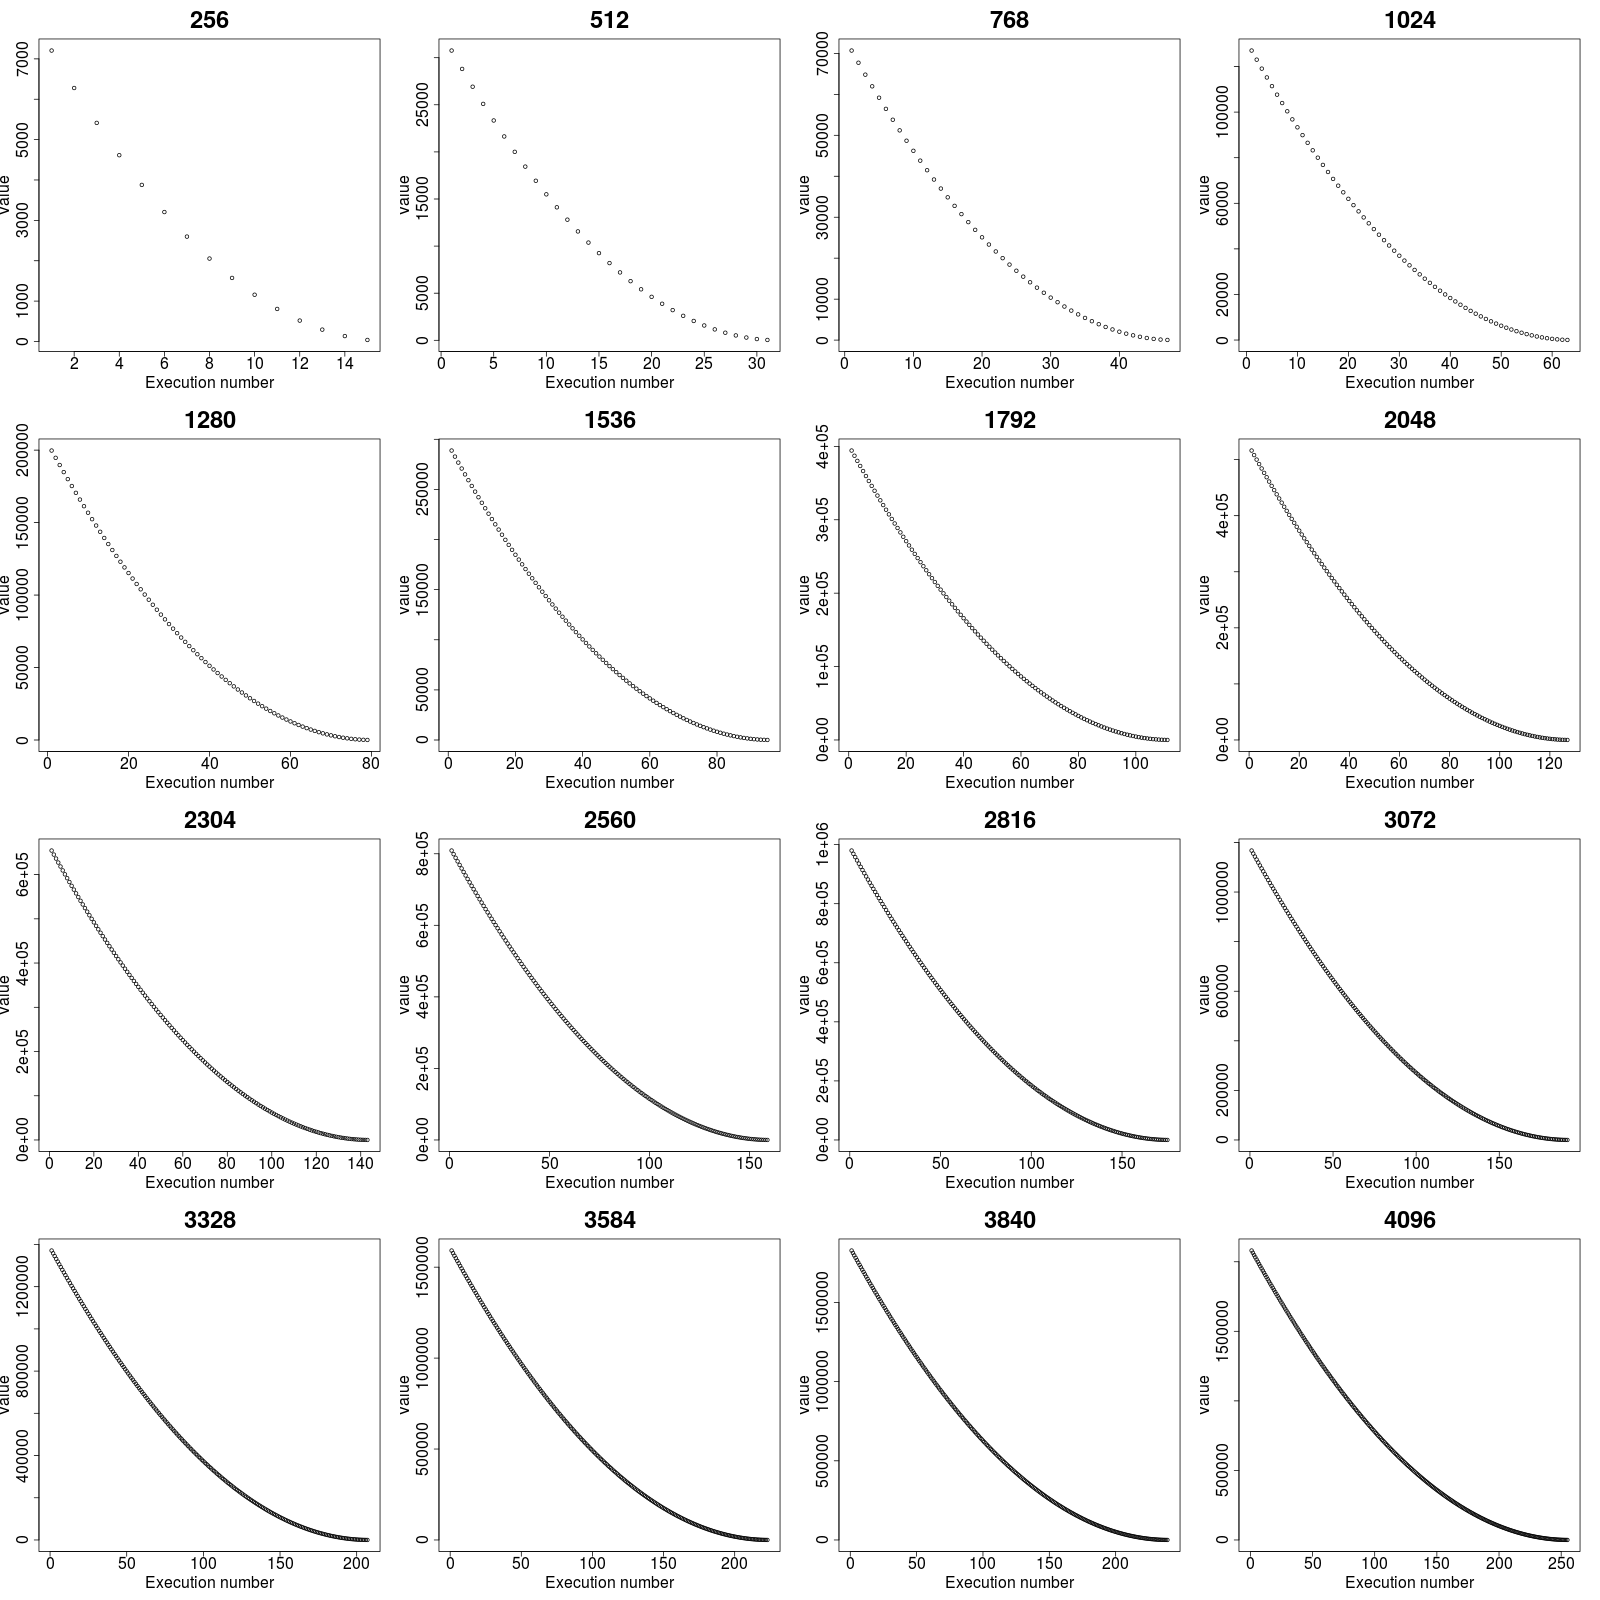 256 512 768 1024
value 0 1000 3000 5000 7000
2 4 6 8 10 12 14
Execution number
value 0 5000 15000 25000
0 5 10 15 20 25 30
Execution number
value 0 10000 30000 50000 70000
0 10 20 30 40
Execution number
value 0 20000 60000 100000
0 10 20 30 40 50 60
Execution number
1280 1536 1792 2048
value 0 50000 100000 150000 200000
0 20 40 60 80
Execution number
value 0 50000 150000 250000
0 20 40 60 80
Execution number
value 0e+00 1e+05 2e+05 3e+05 4e+05
0 20 40 60 80 100
Execution number
value 0e+00 2e+05 4e+05
0 20 40 60 80 100 120
Execution number
2304 2560 2816 3072
value 0e+00 2e+05 4e+05 6e+05
0 20 40 60 80 100 120 140
Execution number
value 0e+00 2e+05 4e+05 6e+05 8e+05
0 50 100 150
Execution number
value 0e+00 2e+05 4e+05 6e+05 8e+05 1e+06
0 50 100 150
Execution number
value 0 200000 600000 1000000
0 50 100 150
Execution number
3328 3584 3840 4096
value 0 400000 800000 1200000
0 50 100 150 200
Execution number
value 0 500000 1000000 1500000
0 50 100 150 200
Execution number
value 0 500000 1000000 1500000
0 50 100 150 200
Execution number
value 0 500000 1500000
0 50 100 150 200 250
Execution number